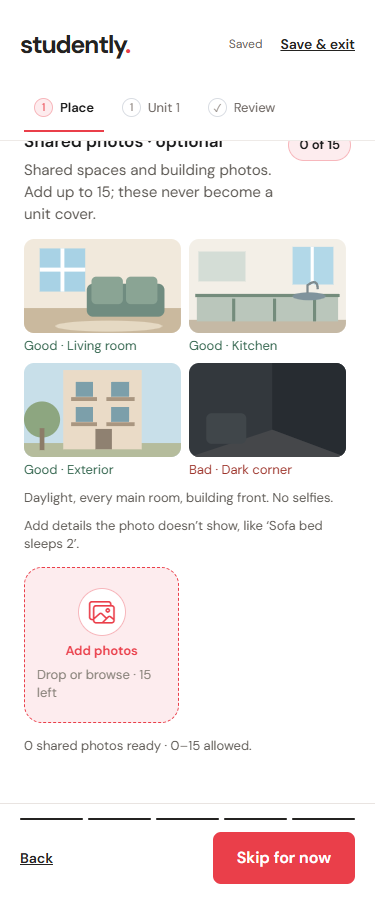 studently.
Saved
Save & exit
1 Place
1 Unit 1
✓ Review
Shared photos · optional
0 of 15
Shared spaces and building photos.
Add up to 15; these never become a
unit cover.
Good · Living room
Good · Kitchen
Good · Exterior
Bad · Dark corner
Daylight, every main room, building front. No selfies.
Add details the photo doesn’t show, like ‘Sofa bed
sleeps 2’.
Add photos
Drop or browse · 15
left
0 shared photos ready · 0–15 allowed.
Back
Skip for now